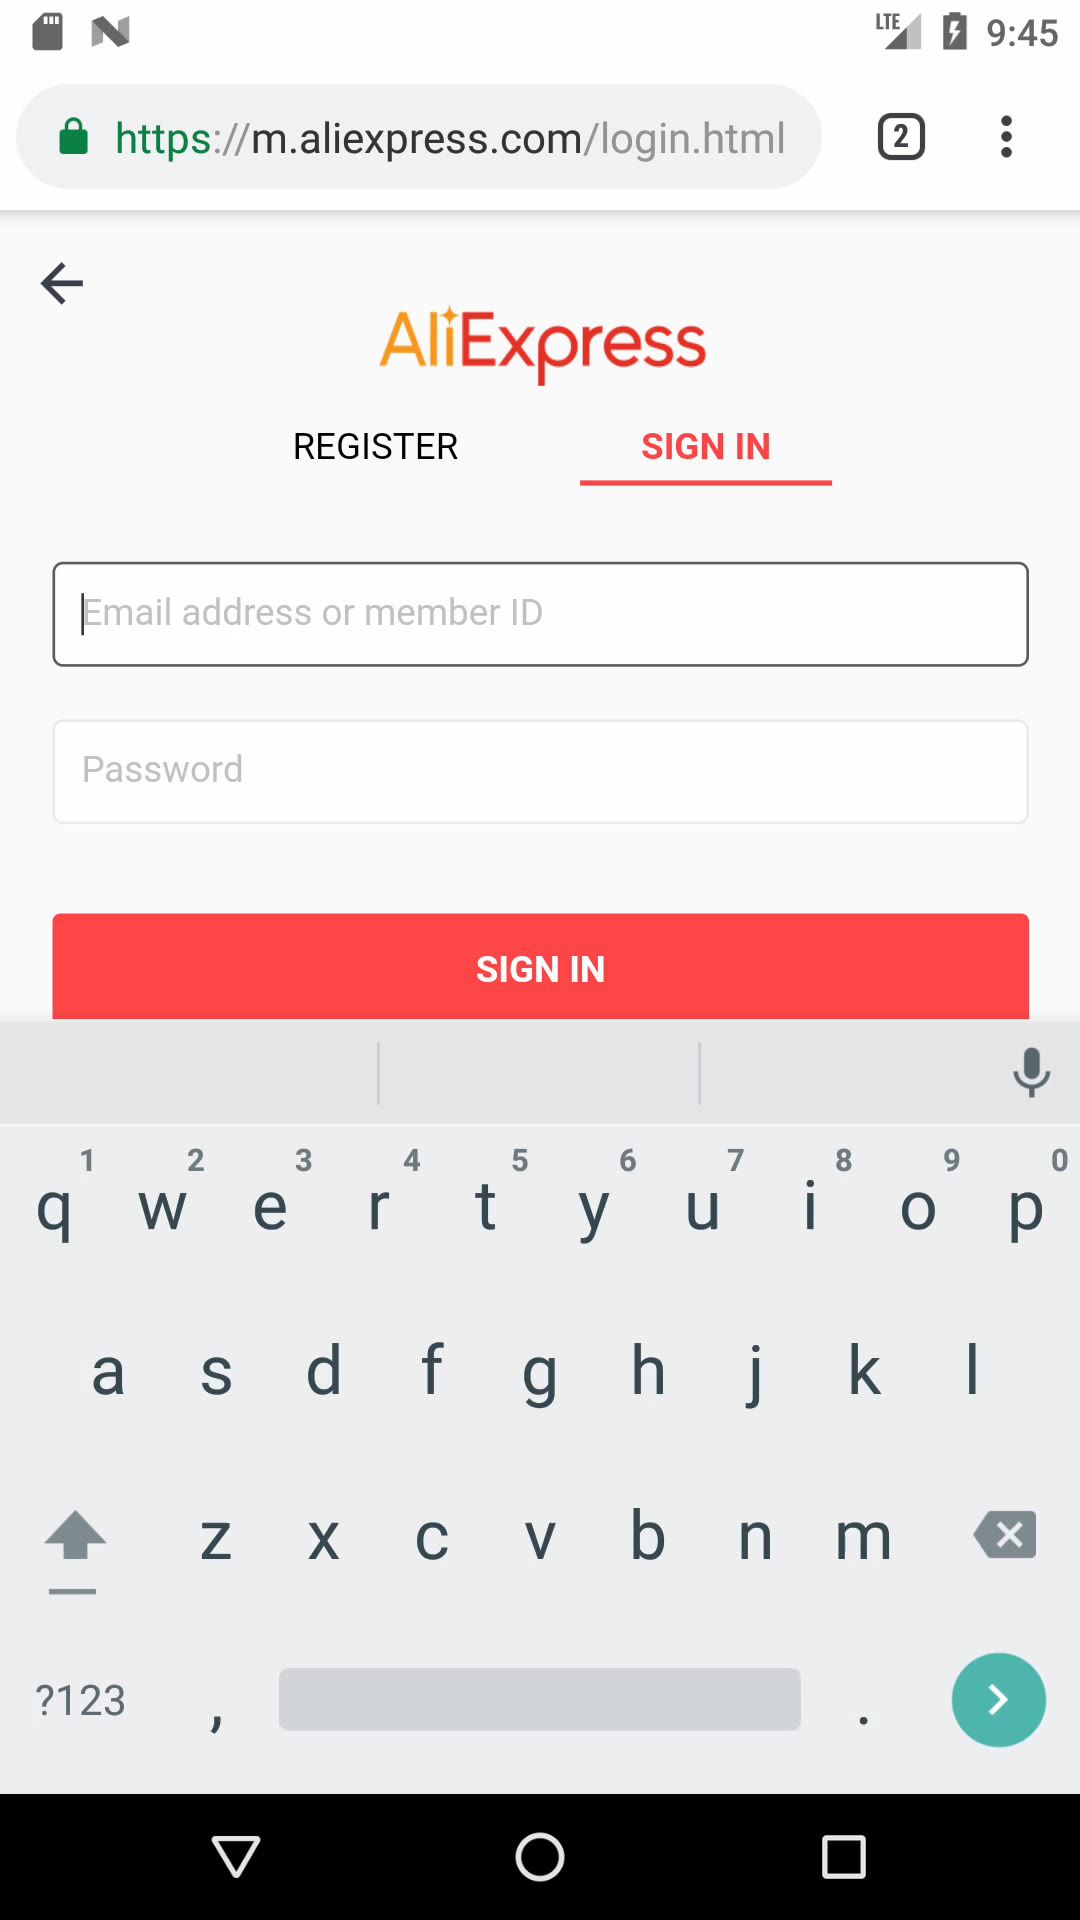 LTE 9:45
https://m.aliexpress.com/login.html 2
AliExpress
REGISTER SIGN IN
Email address or member ID
Password
SIGN IN
1 2 3 4 5 6 7 8 9 0
q w e r t y u i o p
a s d f g h j k l
z x c v b n m
?123 , .